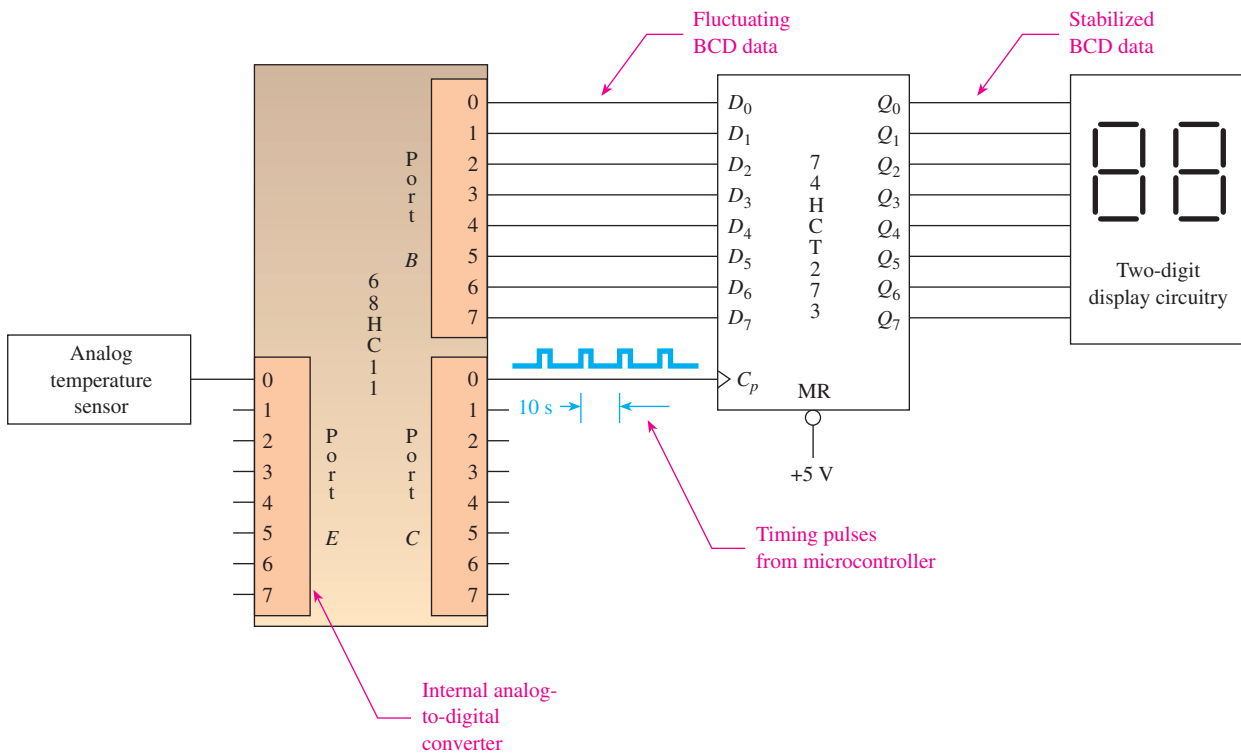 Fluctuating
BCD data
Stabilized
BCD data
0
1
2
3
4
5
6
7
Port B
D0
D1
D2
D3
D4
D5
D6
D7
74HCT273
Q0
Q1
Q2
Q3
Q4
Q5
Q6
Q7
88
Two-digit
display circuitry
68HC11
Analog
temperature
sensor
0
1
2
3
4
5
6
7
Port E
Port C
0
1
2
3
4
5
6
7
10 s
Cp
MR
+5 V
Timing pulses
from microcontroller
Internal analog-
to-digital
converter